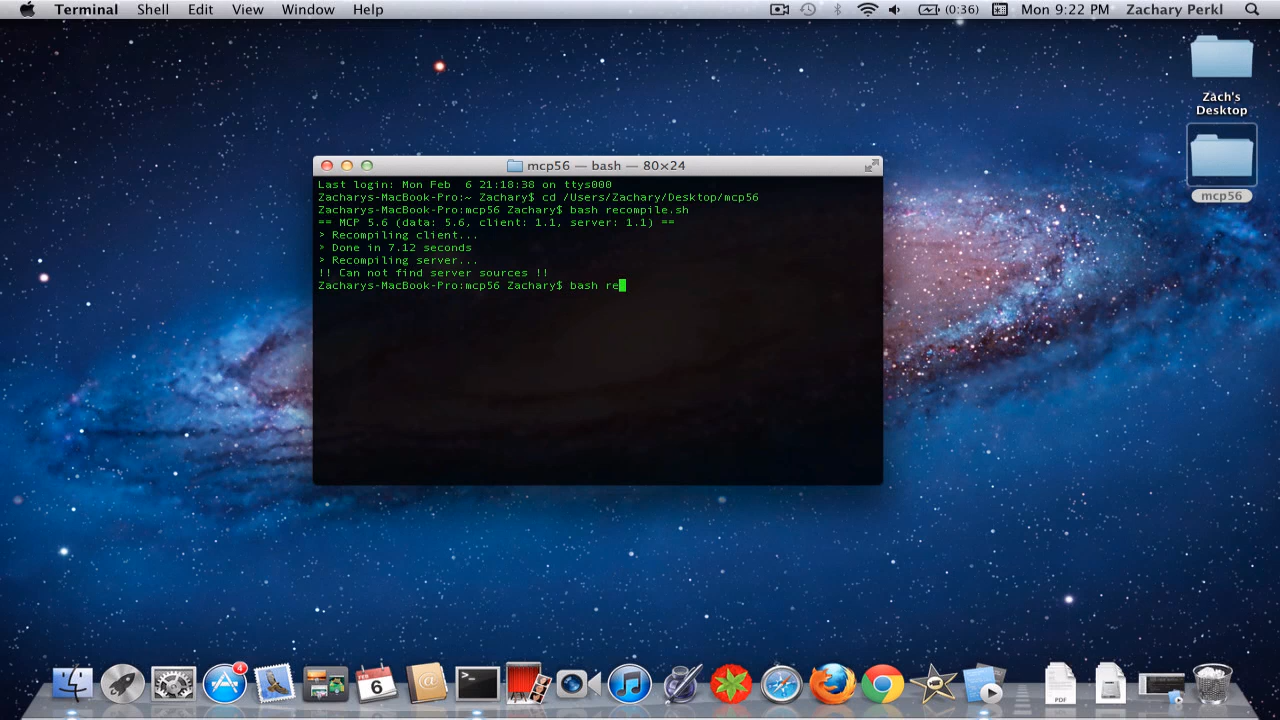 Terminal Shell Edit View Window Help (0:36) Mon 9:22 PM Zachary Perkl
Zach's
Desktop
mcp56
mcp56 — bash — 80×24
Last login: Mon Feb  6 21:18:38 on ttys000
Zacharys-MacBook-Pro:~ Zachary$ cd /Users/Zachary/Desktop/mcp56
Zacharys-MacBook-Pro:mcp56 Zachary$ bash recompile.sh
== MCP 5.6 (data: 5.6, client: 1.1, server: 1.1) ==
> Recompiling client...
> Done in 7.12 seconds
> Recompiling server...
!! Can not find server sources !!
Zacharys-MacBook-Pro:mcp56 Zachary$ bash re
4
FEB
6
>_
PDF